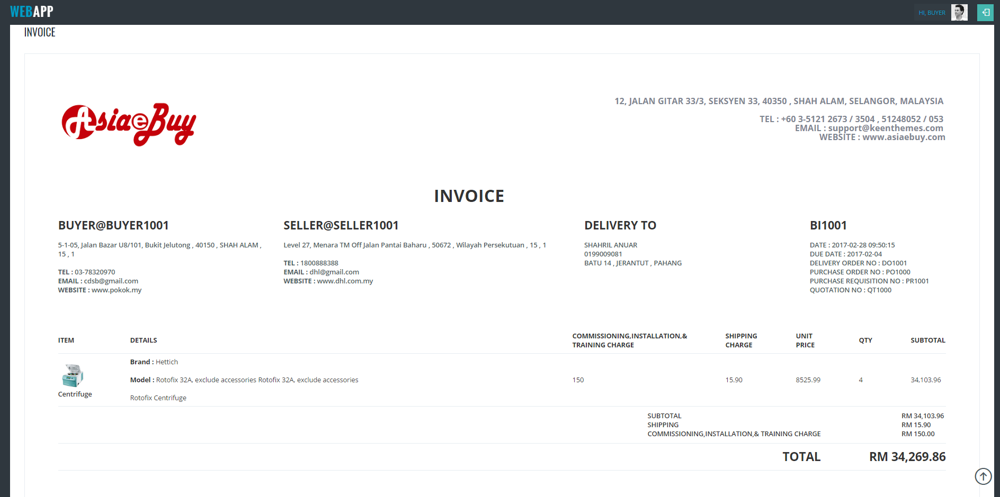 WEBAPP
HI, BUYER
INVOICE
AsiaeBuy
12, JALAN GITAR 33/3, SEKSYEN 33, 40350 , SHAH ALAM, SELANGOR, MALAYSIA
TEL : +60 3-5121 2673 / 3504 , 51248052 / 053
EMAIL : support@keenthemes.com
WEBSITE : www.asiaebuy.com
INVOICE
BUYER@BUYER1001
5-1-05, Jalan Bazar U8/101, Bukit Jelutong , 40150 , SHAH ALAM ,
15 , 1
TEL : 03-78320970
EMAIL : cdsb@gmail.com
WEBSITE : www.pokok.my
SELLER@SELLER1001
Level 27, Menara TM Off Jalan Pantai Baharu , 50672 , Wilayah Persekutuan , 15 , 1
TEL : 1800888388
EMAIL : dhl@gmail.com
WEBSITE : www.dhl.com.my
DELIVERY TO
SHAHRIL ANUAR
0199009081
BATU 14 , JERANTUT , PAHANG
BI1001
DATE : 2017-02-28 09:50:15
DUE DATE : 2017-02-04
DELIVERY ORDER NO : DO1001
PURCHASE ORDER NO : PO1000
PURCHASE REQUISITION NO : PR1001
QUOTATION NO : QT1000
ITEM DETAILS COMMISSIONING,INSTALLATION,& TRAINING CHARGE SHIPPING CHARGE UNIT PRICE QTY SUBTOTAL
Brand : Hettich
Model : Rotofix 32A, exclude accessories Rotofix 32A, exclude accessories 150 15.90 8525.99 4 34,103.96
Centrifuge
Rotofix Centrifuge
SUBTOTAL RM 34,103.96
SHIPPING RM 15.90
COMMISSIONING,INSTALLATION,& TRAINING CHARGE RM 150.00
TOTAL RM 34,269.86